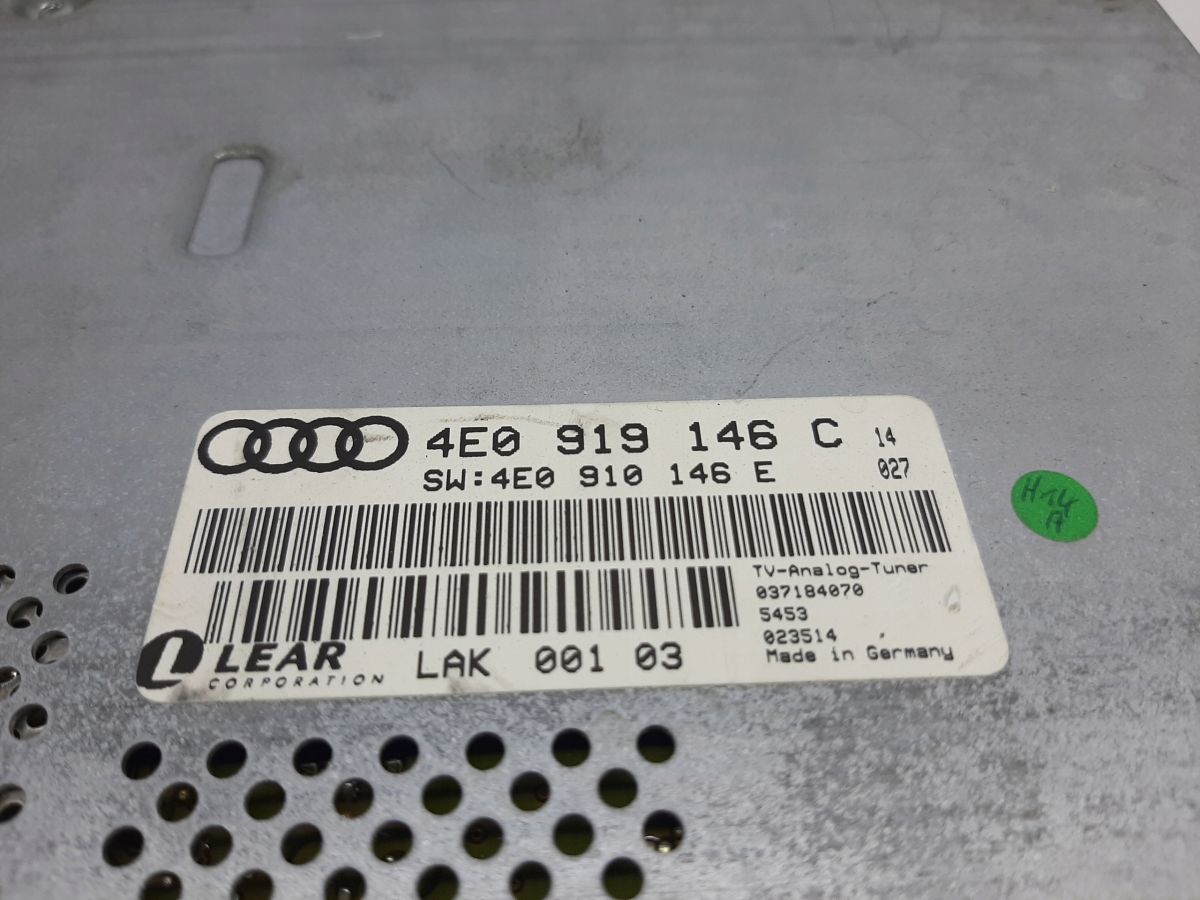 4E0 919 146 C 14
SW:4E0 910 146 E 027
TV-Analog-Tuner
037184070
5453
023514
Made in Germany
LEAR
CORPORATION
LAK 001 03
H14
A